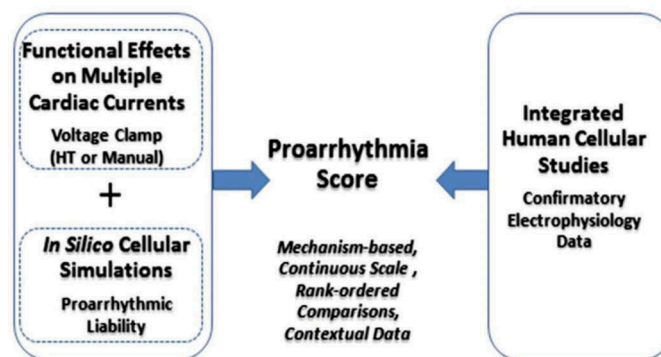 Functional Effects
on Multiple
Cardiac Currents
Voltage Clamp
(HT or Manual)
+
In Silico Cellular
Simulations
Proarrhythmic
Liability
Proarrhythmia
Score
Mechanism-based,
Continuous Scale ,
Rank-ordered
Comparisons,
Contextual Data
Integrated
Human Cellular
Studies
Confirmatory
Electrophysiology
Data